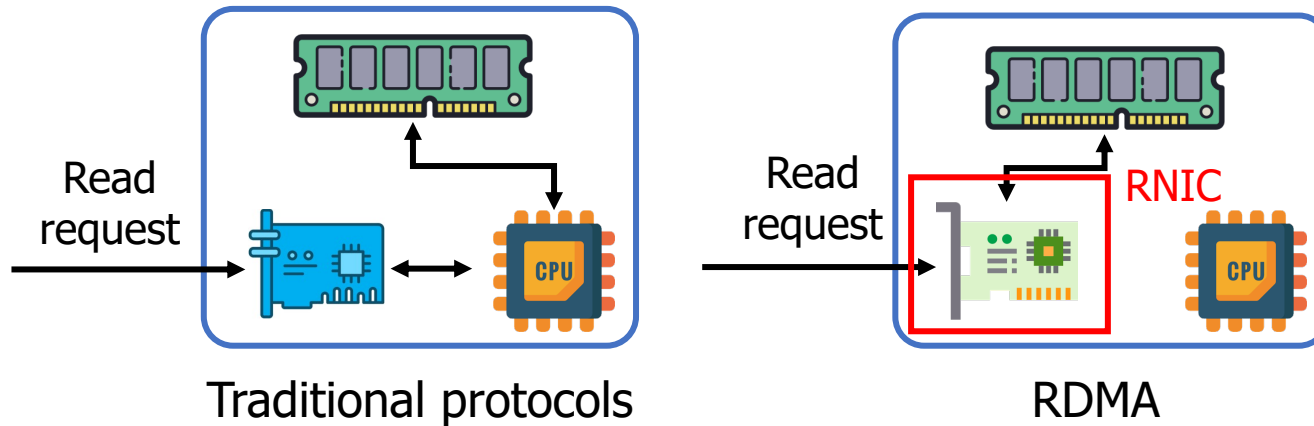 Read
request
CPU
Traditional protocols
Read
request
RNIC
CPU
RDMA